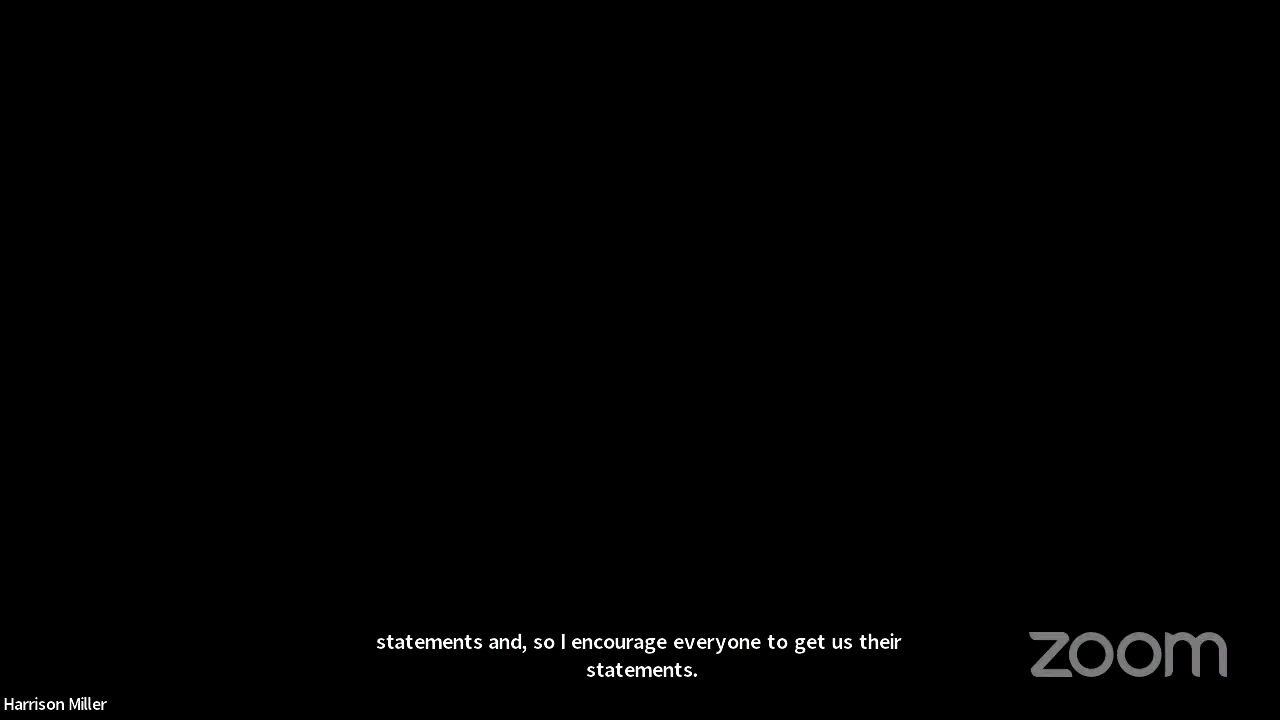 statements and, so I encourage everyone to get us their
statements.
zoom
Harrison Miller